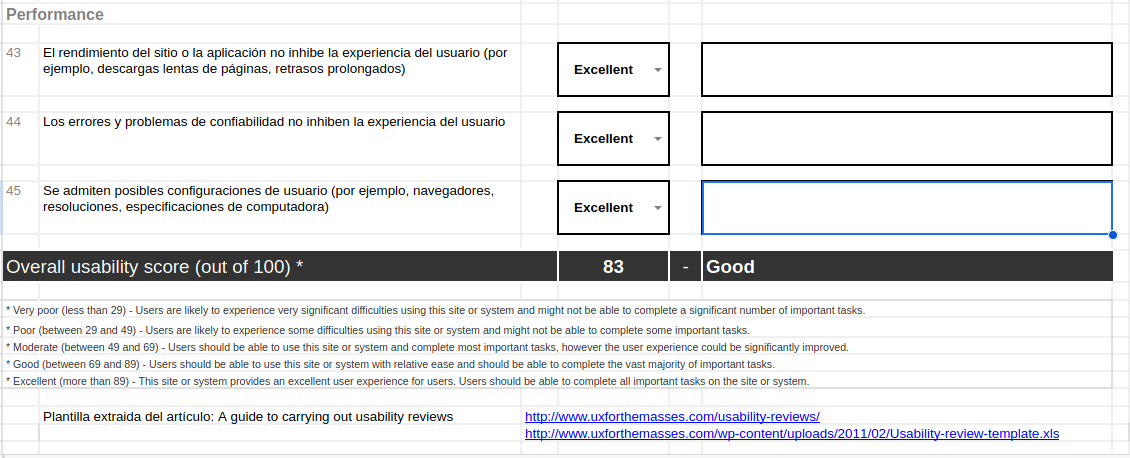 Performance
43 El rendimiento del sitio o la aplicación no inhibe la experiencia del usuario (por
ejemplo, descargas lentas de páginas, retrasos prolongados)
Excellent
44 Los errores y problemas de confiabilidad no inhiben la experiencia del usuario
Excellent
45 Se admiten posibles configuraciones de usuario (por ejemplo, navegadores,
resoluciones, especificaciones de computadora)
Excellent
Overall usability score (out of 100) * 83 - Good
* Very poor (less than 29) - Users are likely to experience very significant difficulties using this site or system and might not be able to complete a significant number of important tasks.
* Poor (between 29 and 49) - Users are likely to experience some difficulties using this site or system and might not be able to complete some important tasks.
* Moderate (between 49 and 69) - Users should be able to use this site or system and complete most important tasks, however the user experience could be significantly improved.
* Good (between 69 and 89) - Users should be able to use this site or system with relative ease and should be able to complete the vast majority of important tasks.
* Excellent (more than 89) - This site or system provides an excellent user experience for users. Users should be able to complete all important tasks on the site or system.
Plantilla extraida del artículo: A guide to carrying out usability reviews http://www.uxforthemasses.com/usability-reviews/
http://www.uxforthemasses.com/wp-content/uploads/2011/02/Usability-review-template.xls